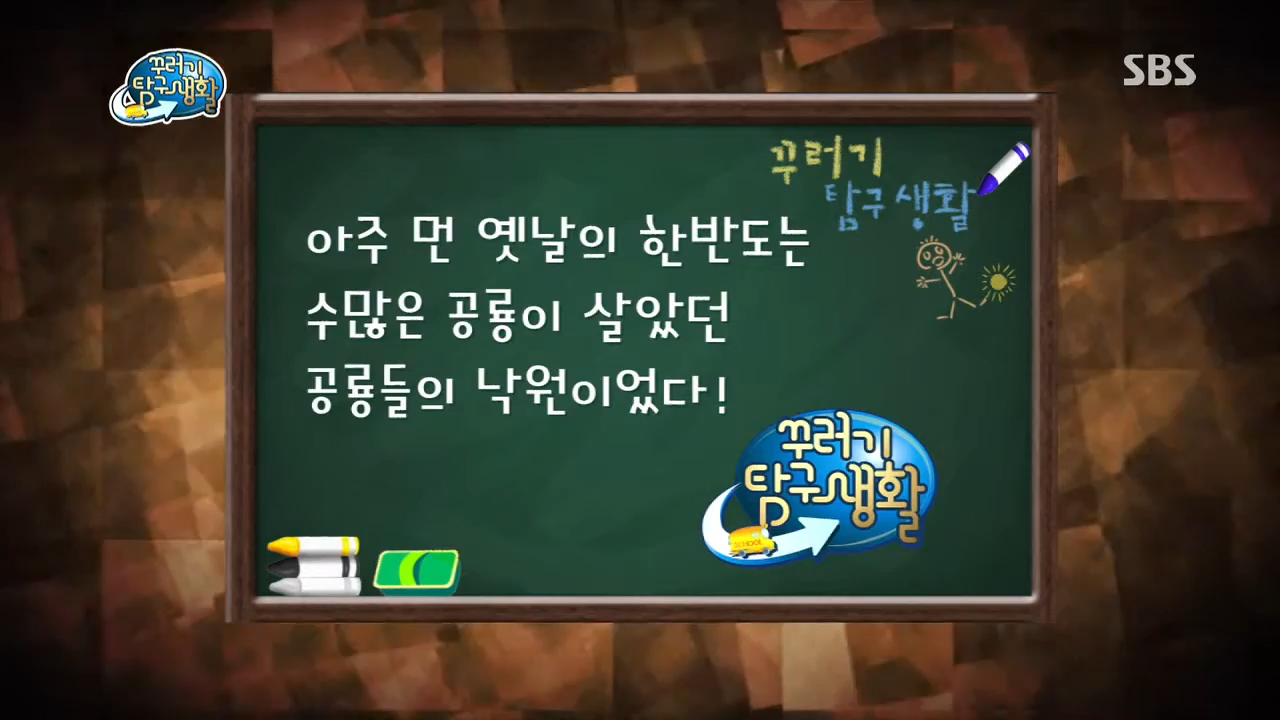 꾸러기
탐구생활
SBS
꾸러기
탐구생활
아주 먼 옛날의 한반도는
수많은 공룡이 살았던
공룡들의 낙원이었다!
꾸러기
탐구생활
SCHOOL